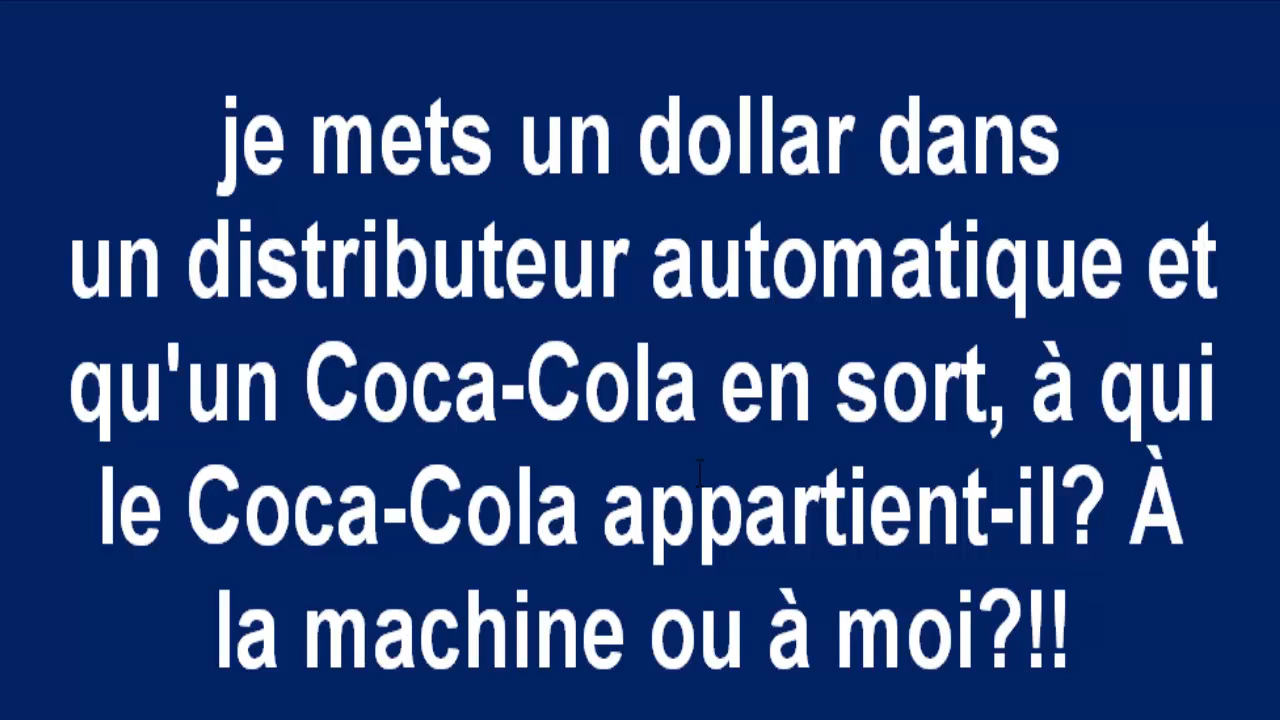 je mets un dollar dans
un distributeur automatique et
qu'un Coca-Cola en sort, à qui
le Coca-Cola appartient-il? À
la machine ou à moi?!!